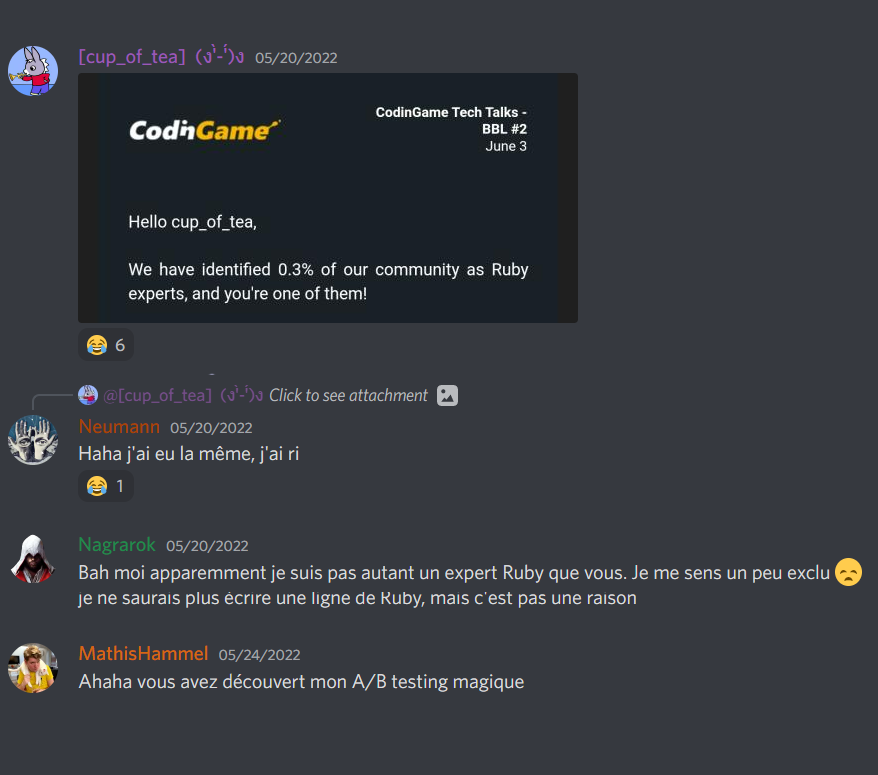 [cup_of_tea] (ง'̀-'́)ง 05/20/2022
CodinGame
CodinGame Tech Talks -
BBL #2
June 3
Hello cup_of_tea,
We have identified 0.3% of our community as Ruby
experts, and you're one of them!
6
@[cup_of_tea] (ง'̀-'́)ง Click to see attachment
Neumann 05/20/2022
Haha j'ai eu la même, j'ai ri
1
Nagrarok 05/20/2022
Bah moi apparemment je suis pas autant un expert Ruby que vous. Je me sens un peu exclu
je ne saurais plus écrire une ligne de Ruby, mais c'est pas une raison
MathisHammel 05/24/2022
Ahaha vous avez découvert mon A/B testing magique